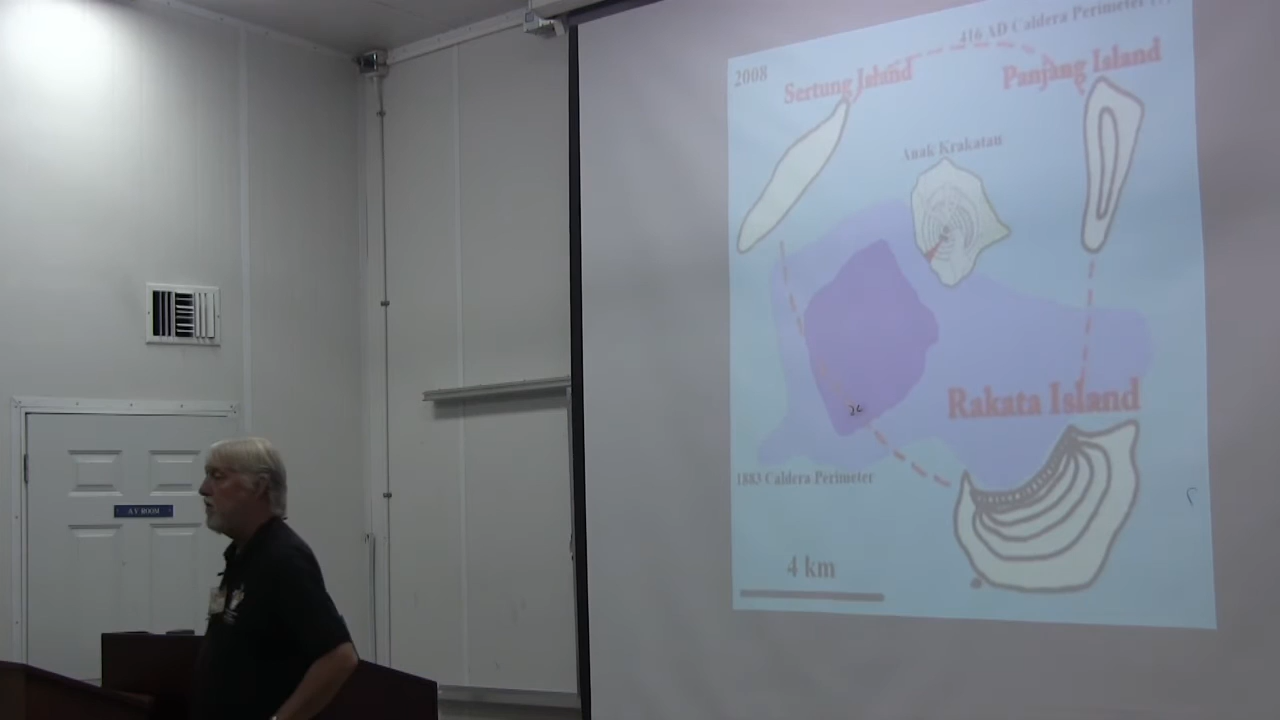 416 AD Caldera Perimeter
2008
Sertung Island
Panjang Island
Anak Krakatau
Rakata Island
1883 Caldera Perimeter
4 km
A V ROOM